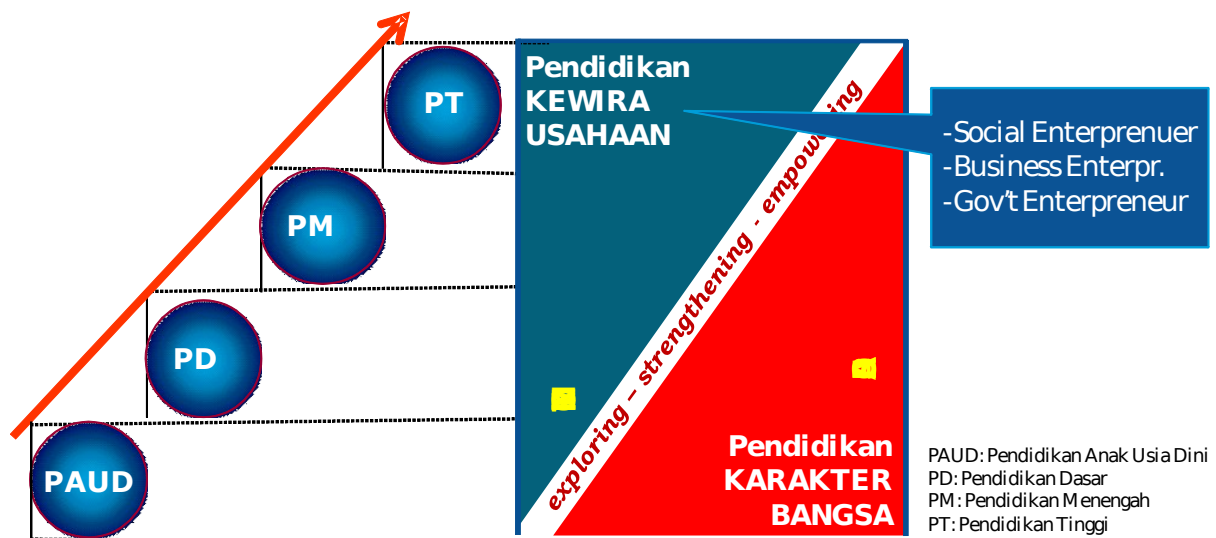 PT
PM
PD
PAUD
Pendidikan
KEWIRA
USAHAAN
exploring – strengthening - empowering
Pendidikan
KARAKTER
BANGSA
-Social Enterprenuer
-Business Enterpr.
-Gov't Enterpreneur
PAUD: Pendidikan Anak Usia Dini
PD: Pendidikan Dasar
PM: Pendidikan Menengah
PT: Pendidikan Tinggi